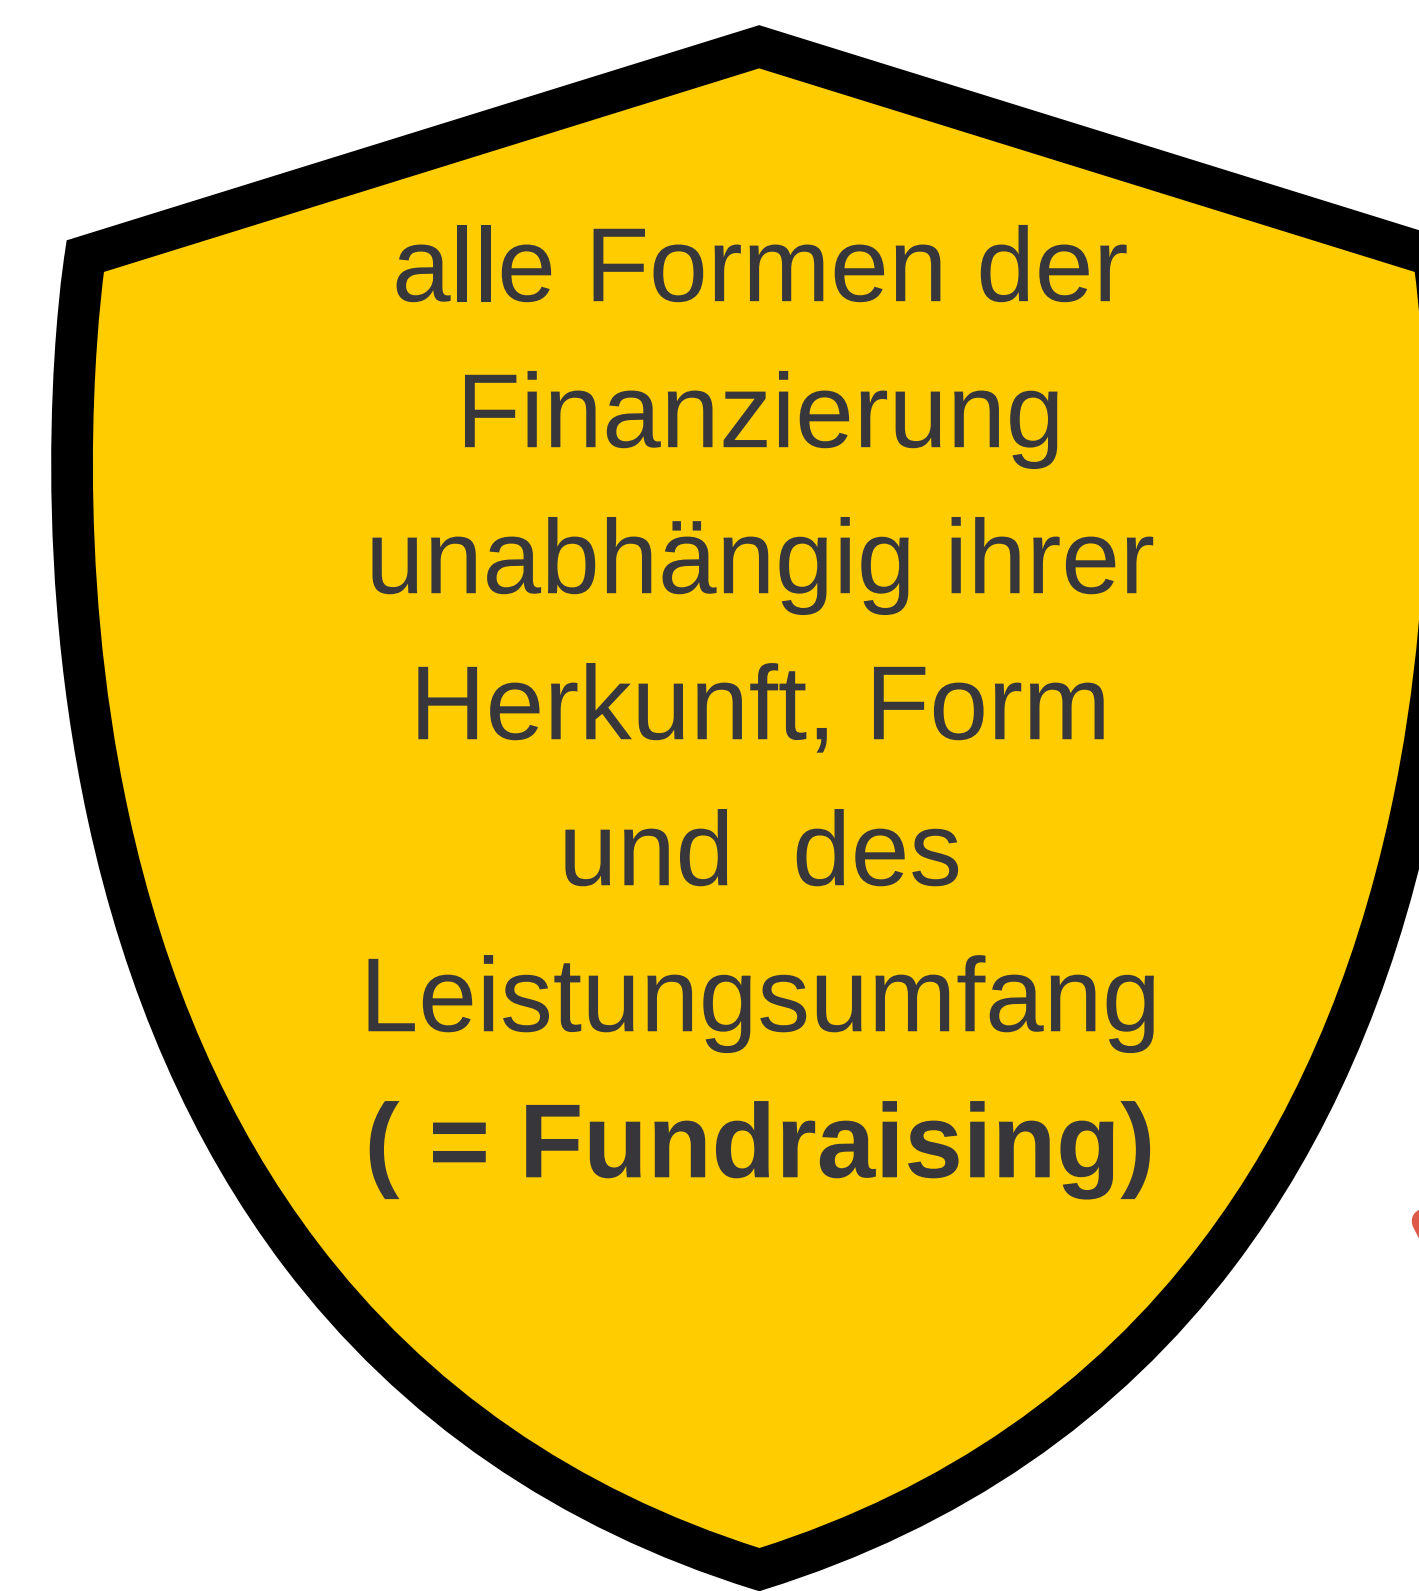 alle Formen der
Finanzierung
unabhängig ihrer
Herkunft, Form
und  des
Leistungsumfang
( = Fundraising)